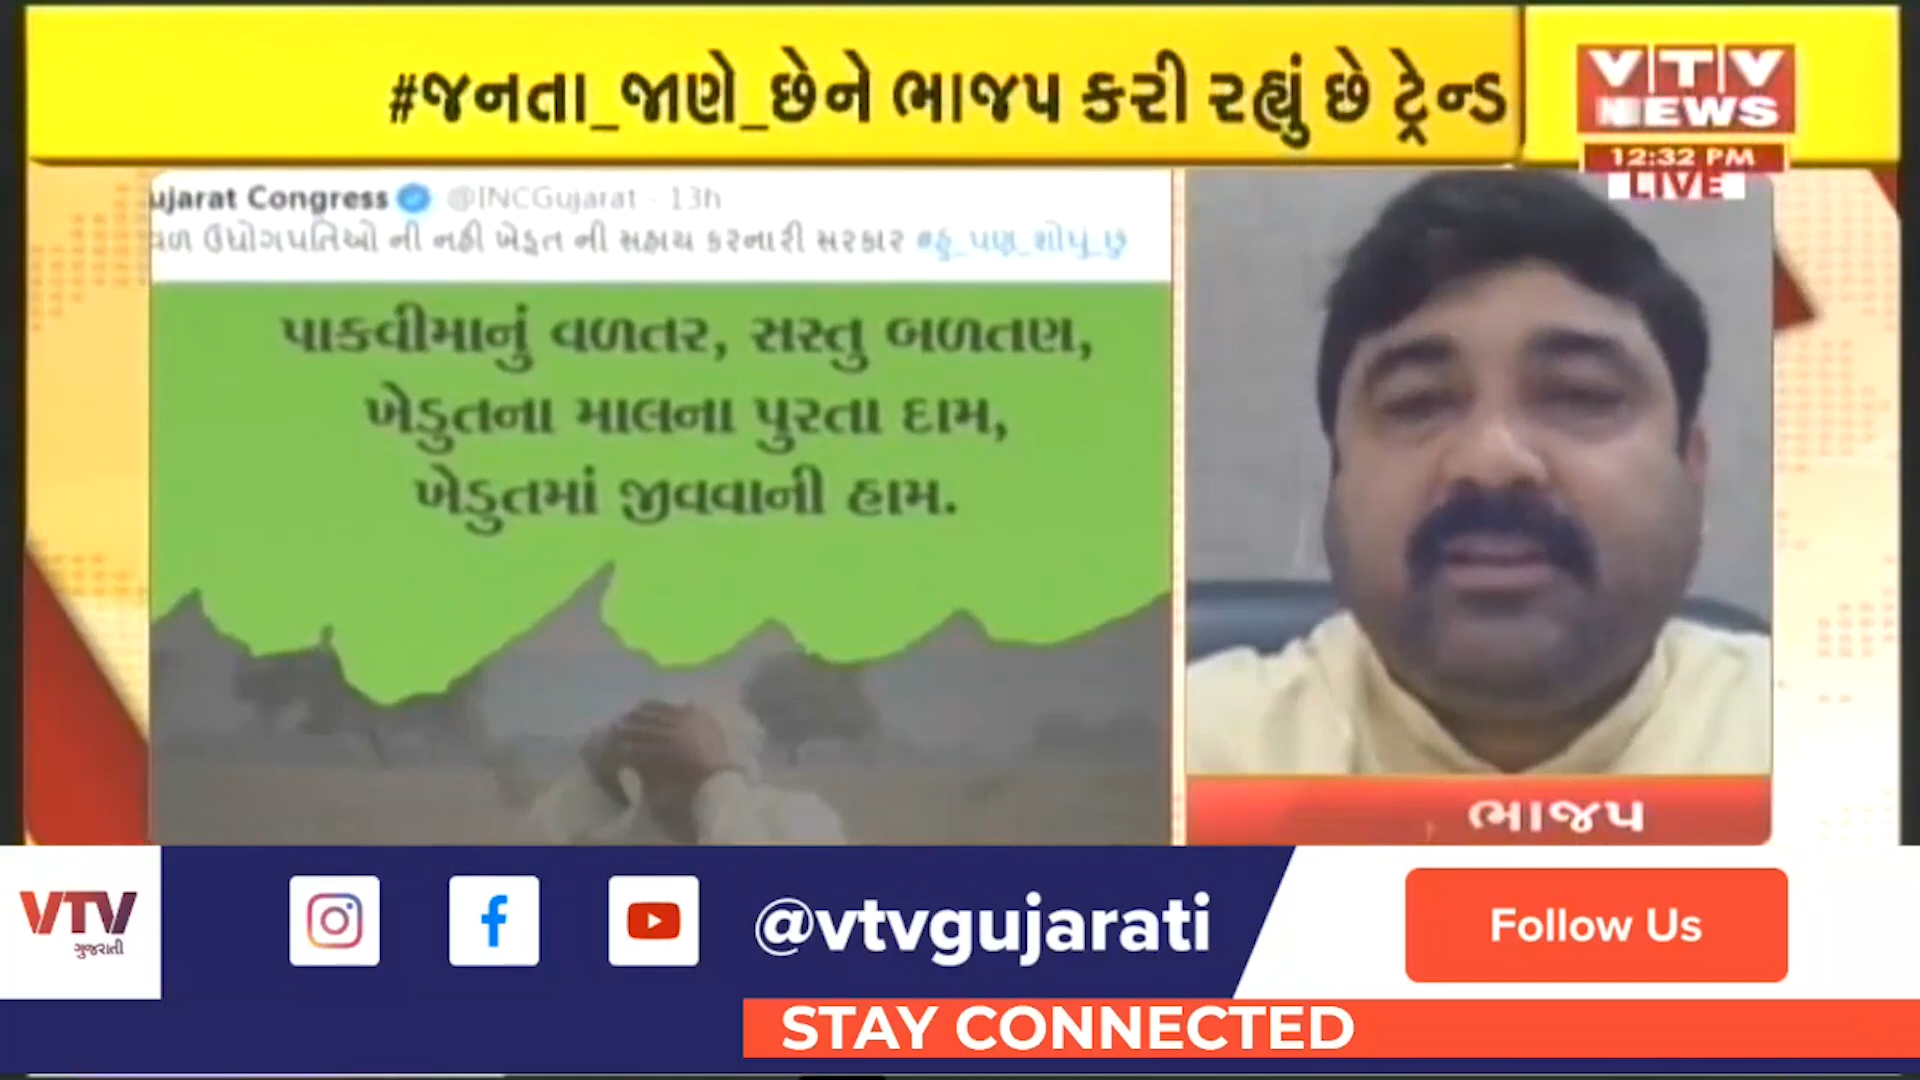 #જનતા_જાણે_છેને ભાજપ કરી રહ્યું છે ટ્રેન્ડ
VTV
NEWS
12:32 PM
LIVE
ujarat Congress @INCGujarat · 13h
ઉદ્યોગપતિઓ ની નહી ખેડૂત ની સહાય કરનારી સરકાર #હું_પણ_શોધું_છું
પાકવીમાનું વળતર, સસ્તુ બળતણ,
ખેડુતના માલના પુરતા દામ,
ખેડુતમાં જીવવાની હામ.
ભાજપ
VTV
ગુજરાતી
@vtvgujarati
Follow Us
STAY CONNECTED